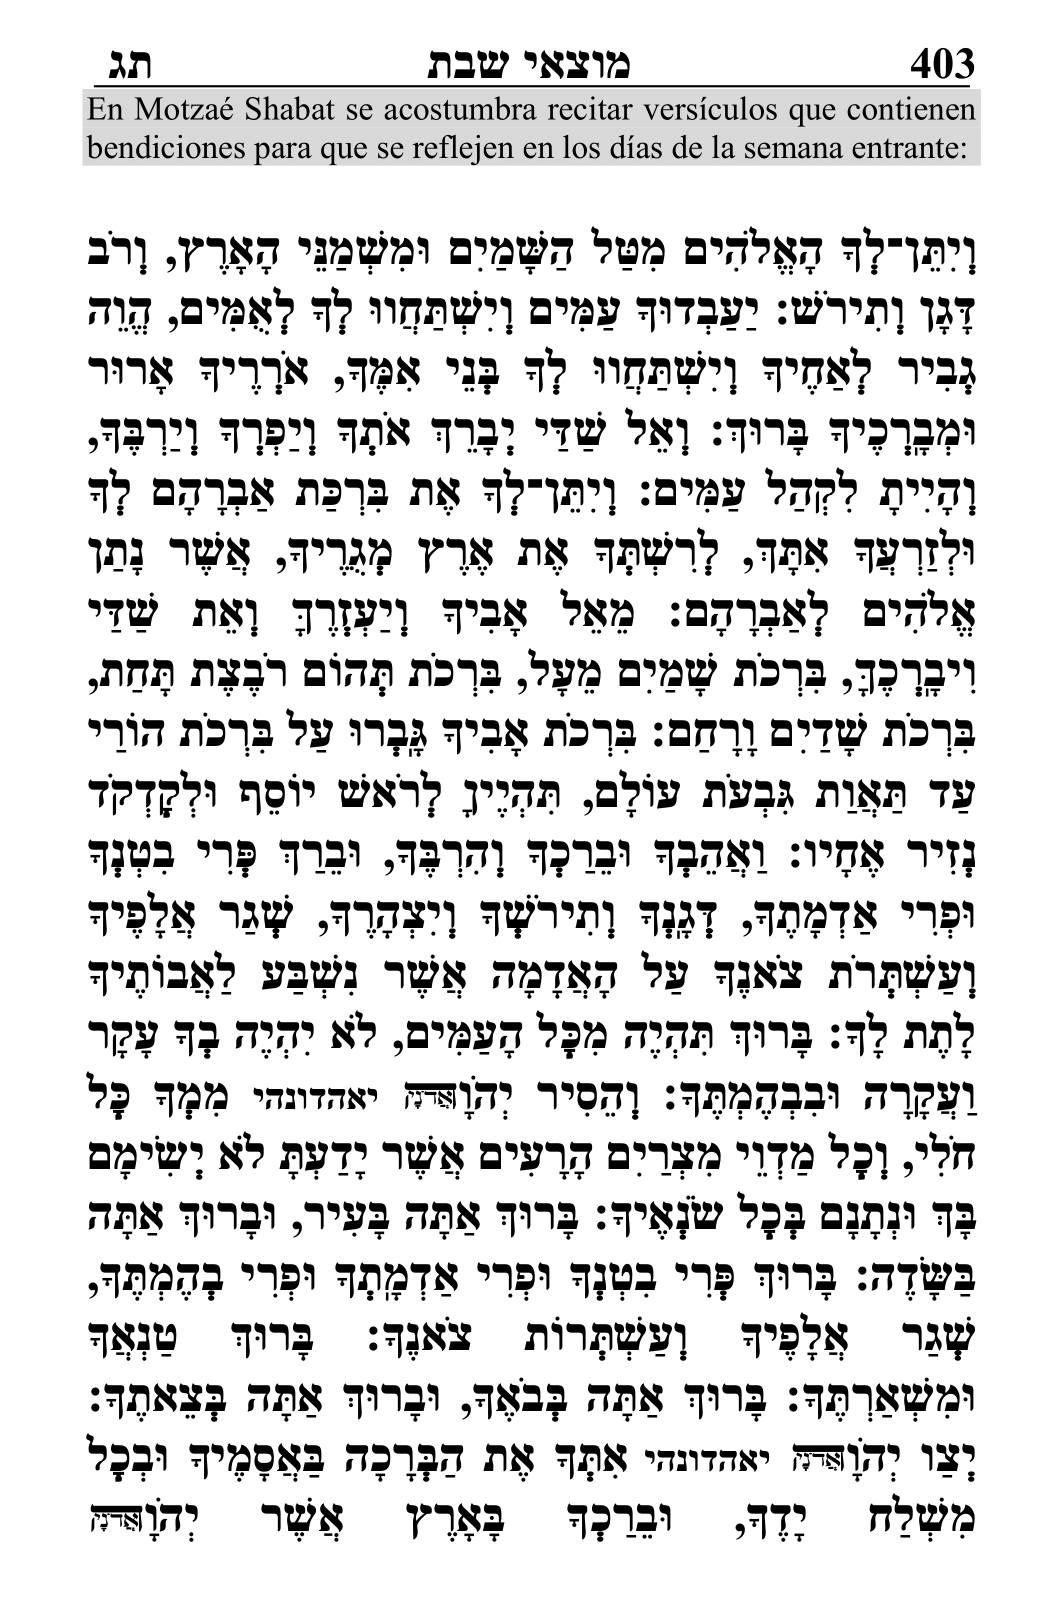 403 מוצאי שבת תג
En Motzaé Shabat se acostumbra recitar versículos que contienen
bendiciones para que se reflejen en los días de la semana entrante:
וְיִתֵּן־לְךָ הָאֱלֹהִים מִטַּל הַשָּׁמַיִם וּמִשְׁמַנֵּי הָאָרֶץ, וְרֹב
דָּגָן וְתִירֹשׁ: יַעַבְדוּךָ עַמִּים וְיִשְׁתַּחֲווּ לְךָ לְאֻמִּים, הֱוֵה
גְבִיר לְאַחֶיךָ וְיִשְׁתַּחֲווּ לְךָ בְּנֵי אִמֶּךָ, אֹרְרֶיךָ אָרוּר
וּמְבָרְכֶיךָ בָּרוּךְ: וְאֵל שַׁדַּי יְבָרֵךְ אֹתְךָ וְיַפְרְךָ וְיַרְבֶּךָ,
וְהָיִיתָ לִקְהַל עַמִּים: וְיִתֵּן־לְךָ אֶת בִּרְכַּת אַבְרָהָם לְךָ
וּלְזַרְעֲךָ אִתָּךְ, לְרִשְׁתְּךָ אֶת אֶרֶץ מְגֻרֶיךָ, אֲשֶׁר נָתַן
אֱלֹהִים לְאַבְרָהָם: מֵאֵל אָבִיךָ וְיַעְזְרֶךָּ וְאֵת שַׁדַּי
וִיבָרְכֶךָּ, בִּרְכֹת שָׁמַיִם מֵעָל, בִּרְכֹת תְּהוֹם רֹבֶצֶת תָּחַת,
בִּרְכֹת שָׁדַיִם וָרָחַם: בִּרְכֹת אָבִיךָ גָּבְרוּ עַל בִּרְכֹת הוֹרַי
עַד תַּאֲוַת גִּבְעֹת עוֹלָם, תִּהְיֶיןָ לְרֹאשׁ יוֹסֵף וּלְקָדְקֹד
נְזִיר אֶחָיו: וַאֲהֵבְךָ וּבֵרַכְךָ וְהִרְבֶּךָ, וּבֵרַךְ פְּרִי בִטְנְךָ
וּפְרִי אַדְמָתֶךָ, דְּגָנְךָ וְתִירֹשְׁךָ וְיִצְהָרֶךָ, שְׁגַר אֲלָפֶיךָ
וְעַשְׁתְּרֹת צֹאנֶךָ עַל הָאֲדָמָה אֲשֶׁר נִשְׁבַּע לַאֲבוֹתֶיךָ
לָתֶת לָךָ: בָּרוּךְ תִּהְיֶה מִכָּל הָעַמִּים, לֹא יִהְיֶה בְךָ עָקָר
וַעֲקָרָה וּבִבְהֶמְתֶּךָ: וְהֵסִיר יְהֹוָאֲדֹנָי יאהדונהי מִמְּךָ כָּל
חֹלִי, וְכָל מַדְוֵי מִצְרַיִם הָרָעִים אֲשֶׁר יָדַעְתָּ לֹא יְשִׂימָם
בָּךְ וּנְתָנָם בְּכָל שֹׂנְאֶיךָ: בָּרוּךְ אַתָּה בָּעִיר, וּבָרוּךְ אַתָּה
בַּשָּׂדֶה: בָּרוּךְ פְּרִי בִטְנְךָ וּפְרִי אַדְמָתְךָ וּפְרִי בְהֶמְתֶּךָ,
שְׁגַר אֲלָפֶיךָ וְעַשְׁתְּרוֹת צֹאנֶךָ: בָּרוּךְ טַנְאֲךָ
וּמִשְׁאַרְתֶּךָ: בָּרוּךְ אַתָּה בְּבֹאֶךָ, וּבָרוּךְ אַתָּה בְּצֵאתֶךָ:
יְצַו יְהֹוָאֲדֹנָי יאהדונהי אִתְּךָ אֶת הַבְּרָכָה בַּאֲסָמֶיךָ וּבְכָל
מִשְׁלַח יָדֶךָ, וּבֵרַכְךָ בָּאָרֶץ אֲשֶׁר יְהֹוָאֲדֹנָי